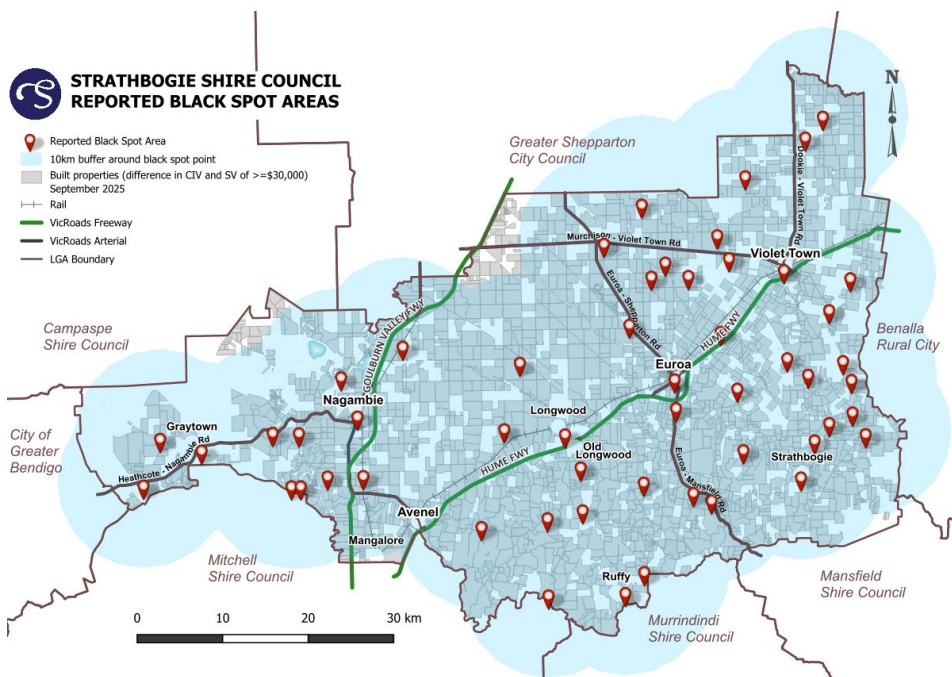 STRATHBOGIE SHIRE COUNCIL
REPORTED BLACK SPOT AREAS
Reported Black Spot Area
10km buffer around black spot point
Built properties (difference in CIV and SV of >=$30,000)
September 2025
Rail
VicRoads Freeway
VicRoads Arterial
LGA Boundary
N
Greater Shepparton
City Council
Dookie - Violet Town Rd
Murchison - Violet Town Rd
Violet Town
Euroa - Shepparton Rd
GOULBURN VALLEY FWY
HUME FWY
Campaspe
Shire Council
Benalla
Rural City
Euroa
Nagambie
Longwood
Graytown
City of
Greater
Bendigo
Heathcote - Nagambie Rd
HUME FWY
Old
Longwood
Euroa - Mansfield Rd
Strathbogie
Avenel
Mangalore
Mitchell
Shire Council
Ruffy
Mansfield
Shire Council
Murrindindi
Shire Council
0 10 20 30 km